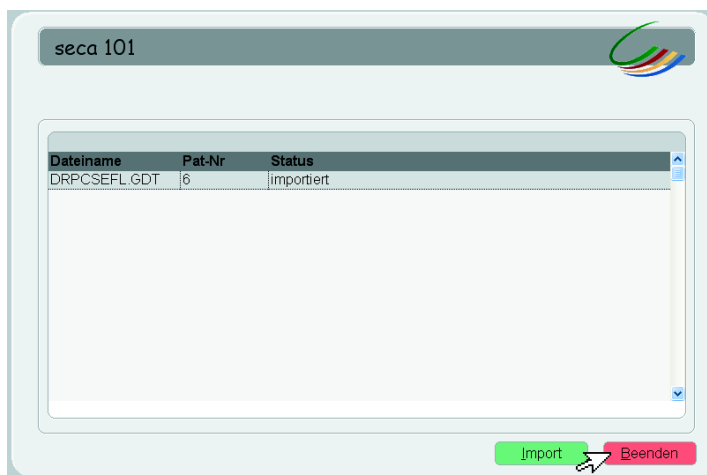 seca 101
Dateiname Pat-Nr Status
DRPCSEFL.GDT 6 importiert
Import Beenden